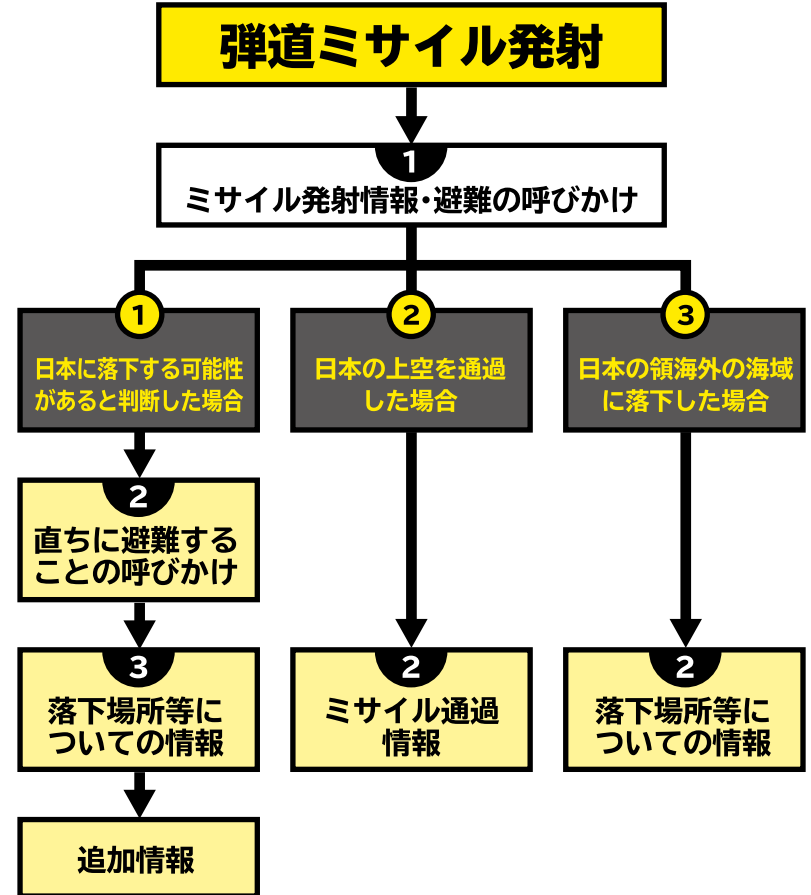 弾道ミサイル発射
1
ミサイル発射情報・避難の呼びかけ
1
日本に落下する可能性
があると判断した場合
2
日本の上空を通過
した場合
3
日本の領海外の海域
に落下した場合
2
直ちに避難する
ことの呼びかけ
3
落下場所等に
ついての情報
2
ミサイル通過
情報
2
落下場所等に
ついての情報
追加情報